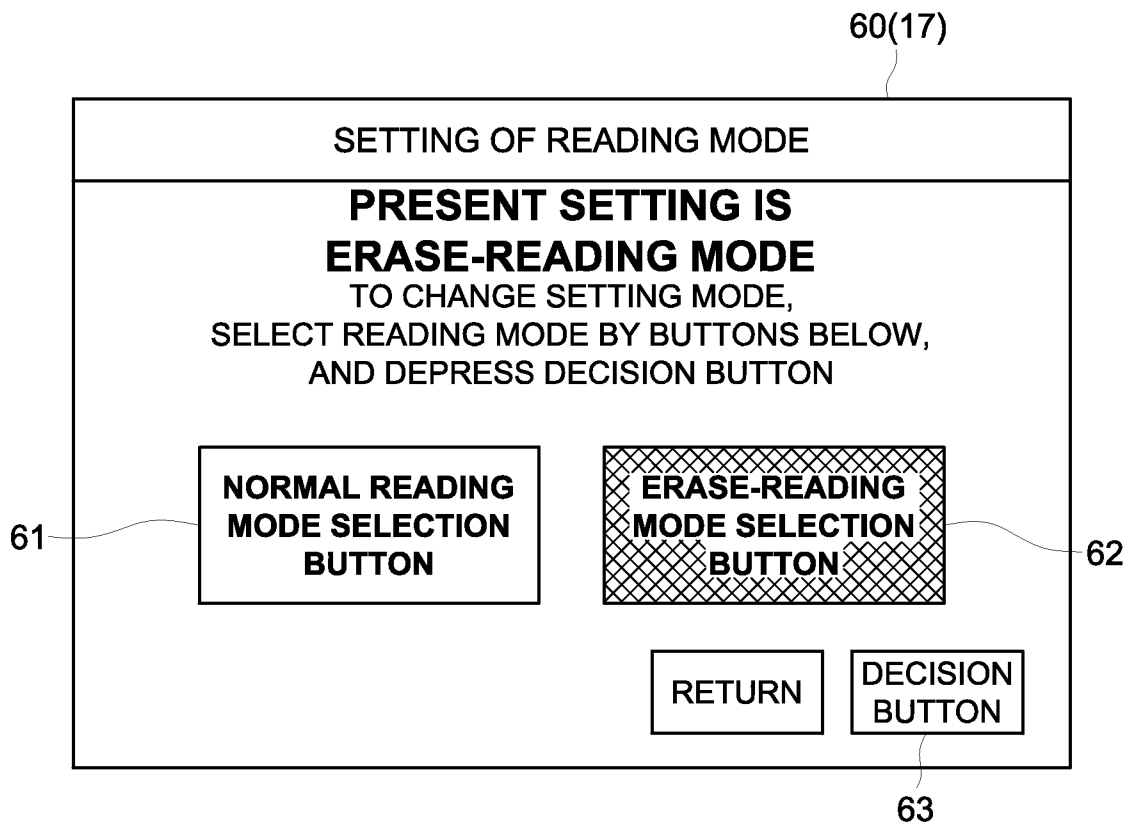 60(17)
SETTING OF READING MODE
PRESENT SETTING IS
ERASE-READING MODE
TO CHANGE SETTING MODE,
SELECT READING MODE BY BUTTONS BELOW,
AND DEPRESS DECISION BUTTON
NORMAL READING
MODE SELECTION
BUTTON
61
ERASE-READING
MODE SELECTION
BUTTON
62
RETURN
DECISION
BUTTON
63